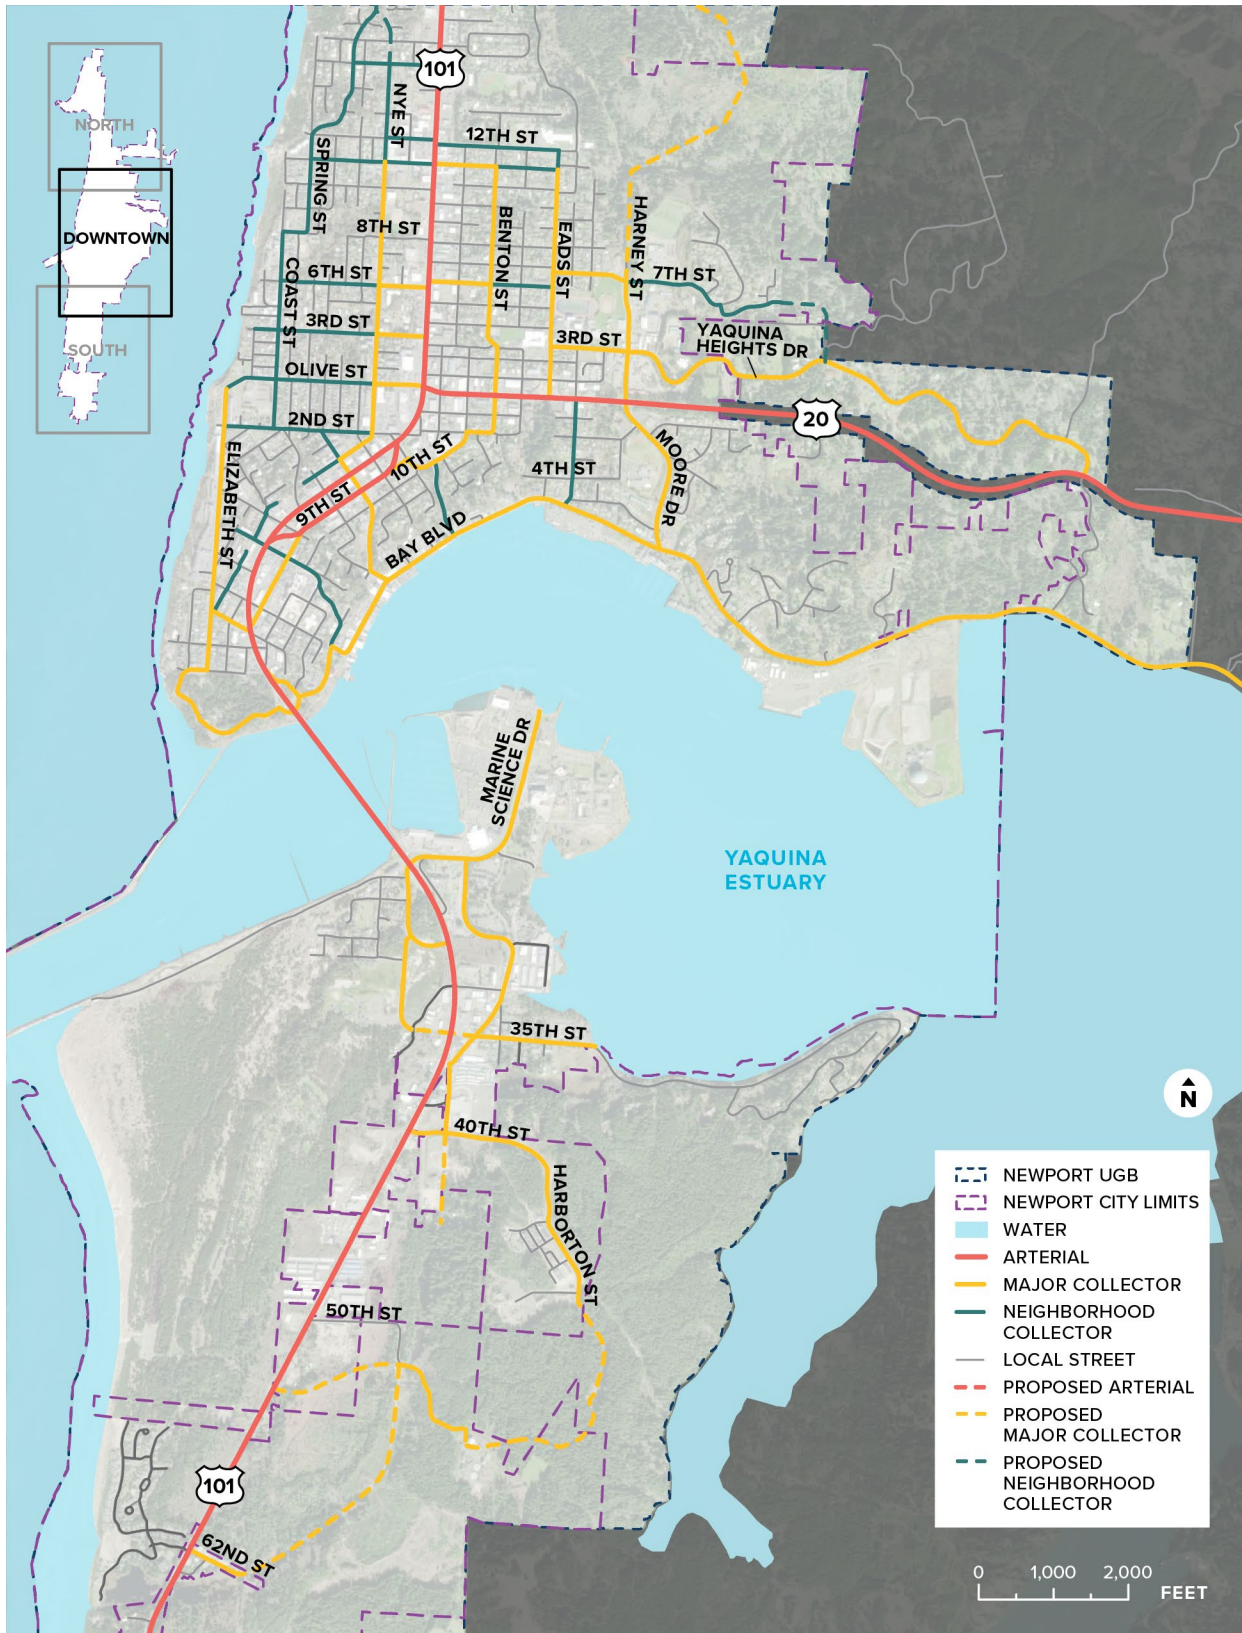 101
NORTH
NYE ST
12TH ST
SPRING ST
DOWNTOWN
8TH ST
BENTON ST
EADS ST
HARNEY ST
6TH ST
7TH ST
COAST ST
3RD ST
3RD ST
YAQUINA
HEIGHTS DR
SOUTH
OLIVE ST
2ND ST
20
10TH ST
ELIZABETH ST
4TH ST
MOORE DR
9TH ST
BAY BLVD
MARINE
SCIENCE DR
YAQUINA
ESTUARY
35TH ST
N
40TH ST
HARBORTON ST
50TH ST
101
62ND ST
NEWPORT UGB
NEWPORT CITY LIMITS
WATER
ARTERIAL
MAJOR COLLECTOR
NEIGHBORHOOD
COLLECTOR
LOCAL STREET
PROPOSED ARTERIAL
PROPOSED
MAJOR COLLECTOR
PROPOSED
NEIGHBORHOOD
COLLECTOR
0 1,000 2,000
FEET